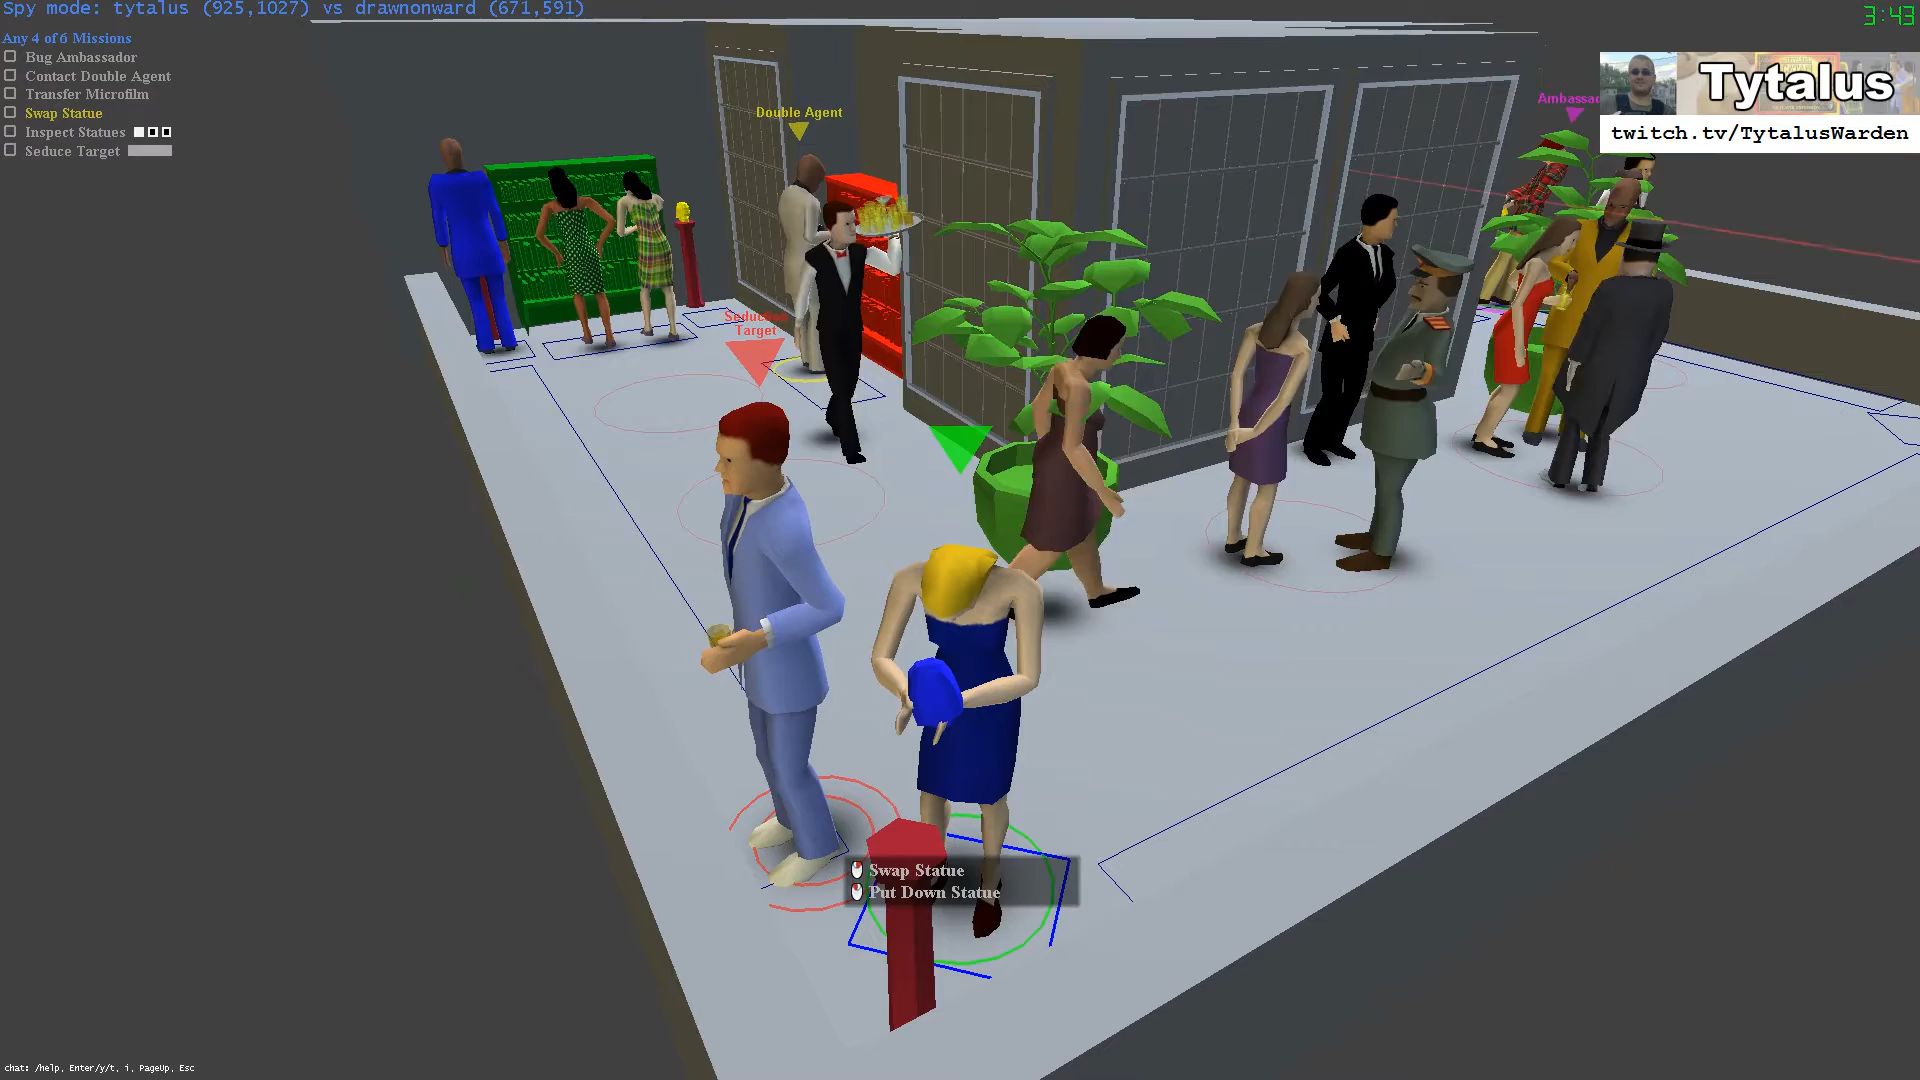 Spy mode: tytalus (925,1027) vs drawnonward (671,591)
3:43
Any 4 of 6 Missions
Bug Ambassador
Contact Double Agent
Transfer Microfilm
Swap Statue
Inspect Statues
Seduce Target
Tytalus
twitch.tv/TytalusWarden
Ambassa
Double Agent
Seduction
Target
Swap Statue
Put Down Statue
chat: /help, Enter/y/t, i, PageUp, Esc